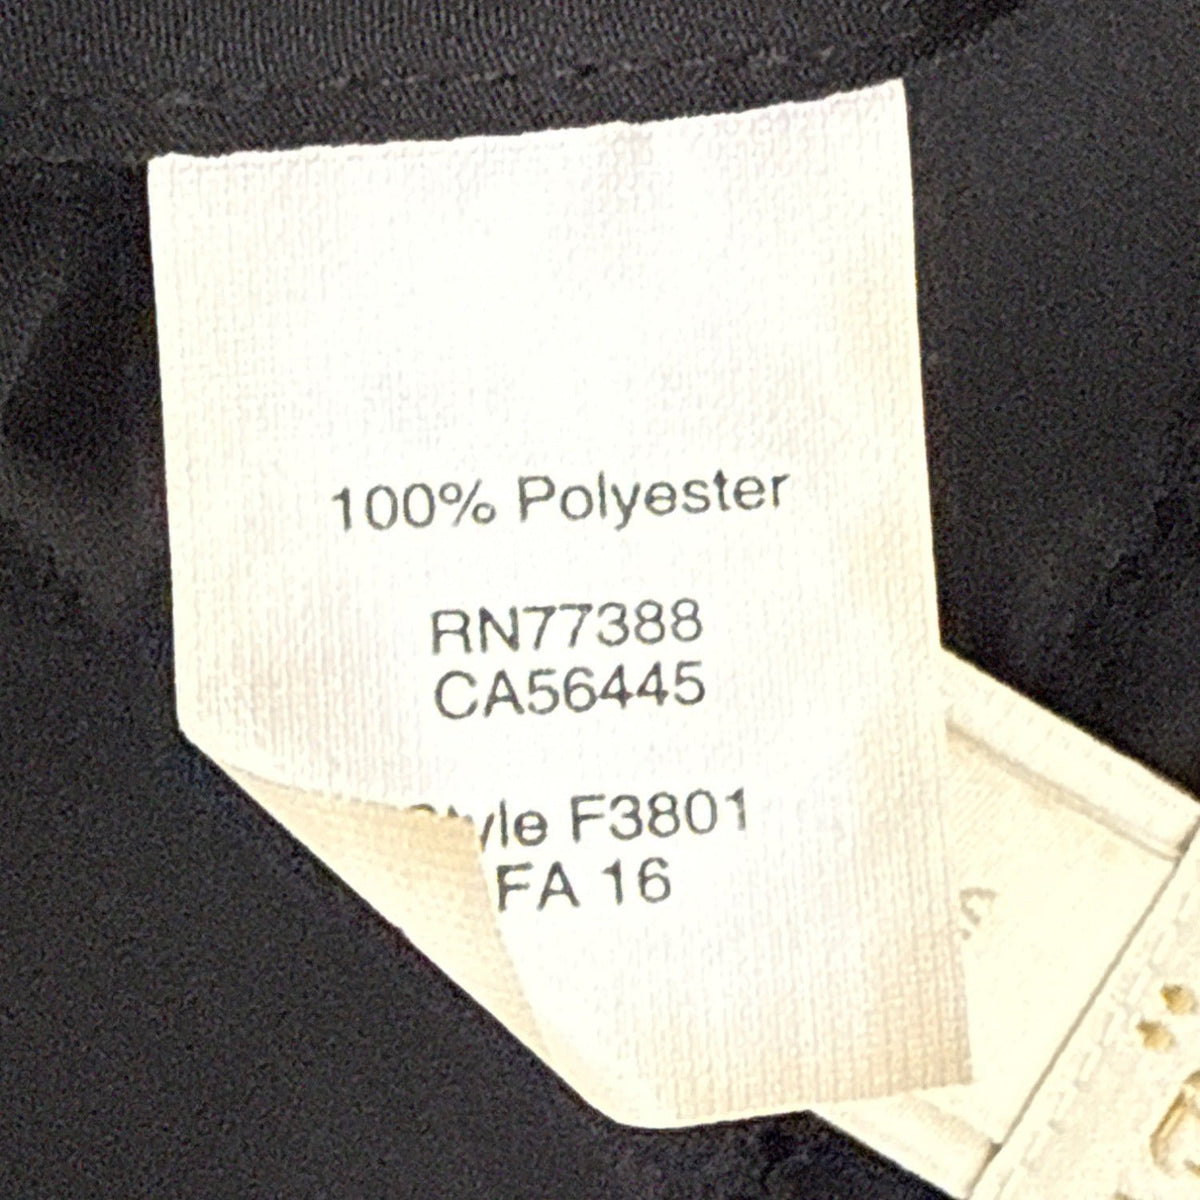 100% Polyester
RN77388
CA56445
Style F3801
FA 16